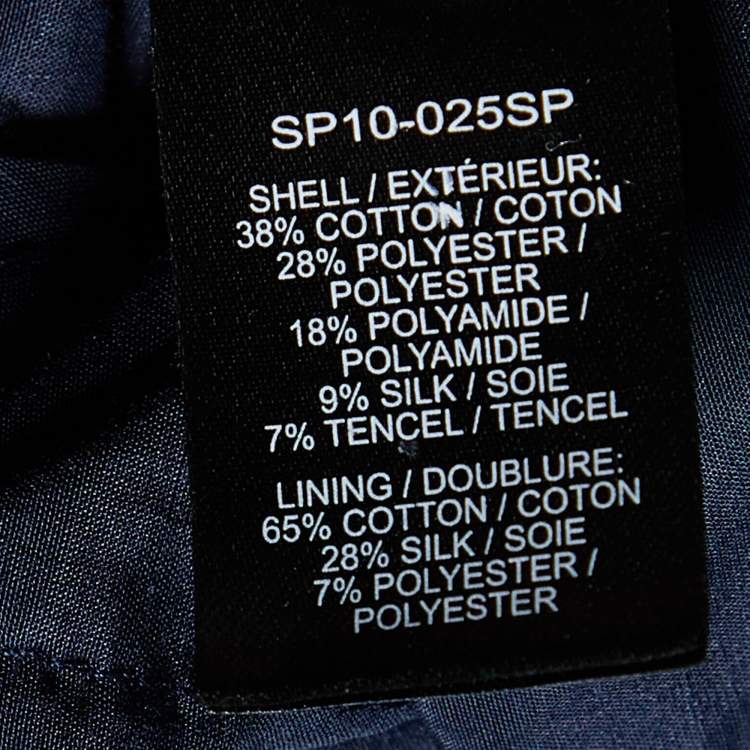 SP10-025SP
SHELL / EXTÉRIEUR:
38% COTTON / COTON
28% POLYESTER /
POLYESTER
18% POLYAMIDE /
POLYAMIDE
9% SILK / SOIE
7% TENCEL / TENCEL
LINING / DOUBLURE:
65% COTTON / COTON
28% SILK / SOIE
7% POLYESTER /
POLYESTER